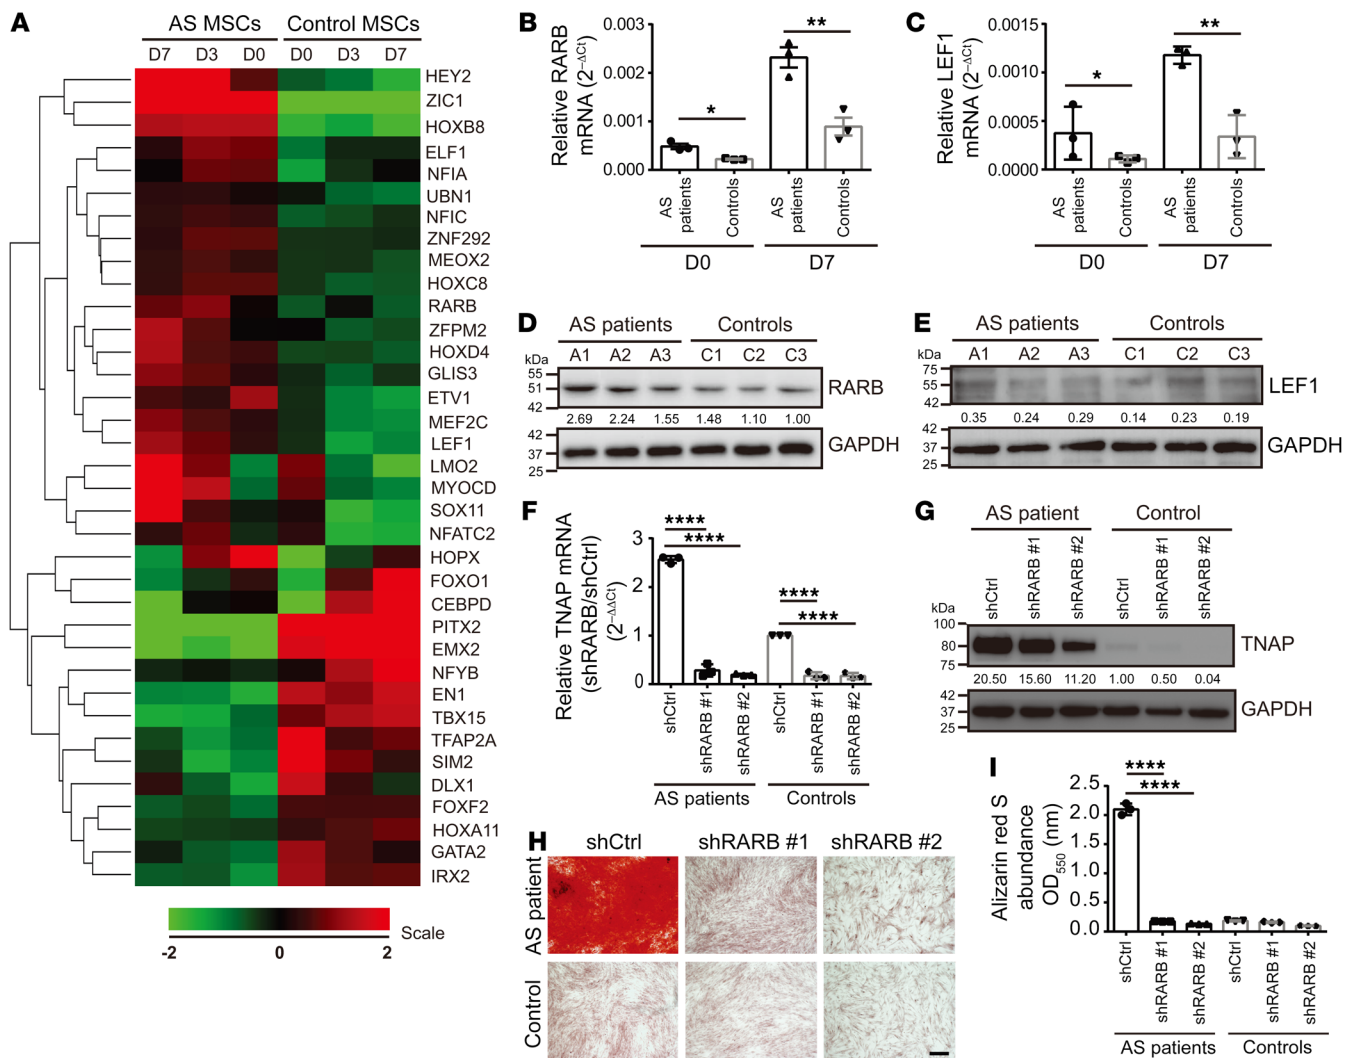 A
AS MSCs Control MSCs
D7 D3 D0 D0 D3 D7
HEY2
ZIC1
HOXB8
ELF1
NFIA
UBN1
NFIC
ZNF292
MEOX2
HOXC8
RARB
ZFPM2
HOXD4
GLIS3
ETV1
MEF2C
LEF1
LMO2
MYOCD
SOX11
NFATC2
HOPX
FOXO1
CEBPD
PITX2
EMX2
NFYB
EN1
TBX15
TFAP2A
SIM2
DLX1
FOXF2
HOXA11
GATA2
IRX2
-2 0 2
Scale
B
Relative RARB
mRNA (2−ΔCt)
0.003
0.002
0.001
0.000
* **
AS patients Controls AS patients Controls
D0 D7
C
Relative LEF1
mRNA (2−ΔCt)
0.0015
0.0010
0.0005
0.0000
* **
AS patients Controls AS patients Controls
D0 D7
D
AS patients Controls
kDa A1 A2 A3 C1 C2 C3
55
51
42
RARB
2.69 2.24 1.55 1.48 1.10 1.00
42
37
25
GAPDH
E
AS patients Controls
kDa A1 A2 A3 C1 C2 C3
75
55
42
LEF1
0.35 0.24 0.29 0.14 0.23 0.19
42
37
25
GAPDH
F
Relative TNAP mRNA
(shRARB/shCtrl)
(2−ΔΔCt)
3
2
1
0
****
****
****
****
shCtrl shRARB #1 shRARB #2 shCtrl shRARB #1 shRARB #2
AS patients Controls
G
AS patient Control
shCtrl shRARB #1 shRARB #2 shCtrl shRARB #1 shRARB #2
kDa
100
80
75
TNAP
20.50 15.60 11.20 1.00 0.50 0.04
42
37
25
GAPDH
H
shCtrl shRARB #1 shRARB #2
AS patient
Control
I
Alizarin red S
abundance
OD550 (nm)
2.5
2.0
1.5
1.0
0.5
0.0
****
****
shCtrl shRARB #1 shRARB #2 shCtrl shRARB #1 shRARB #2
AS patients Controls